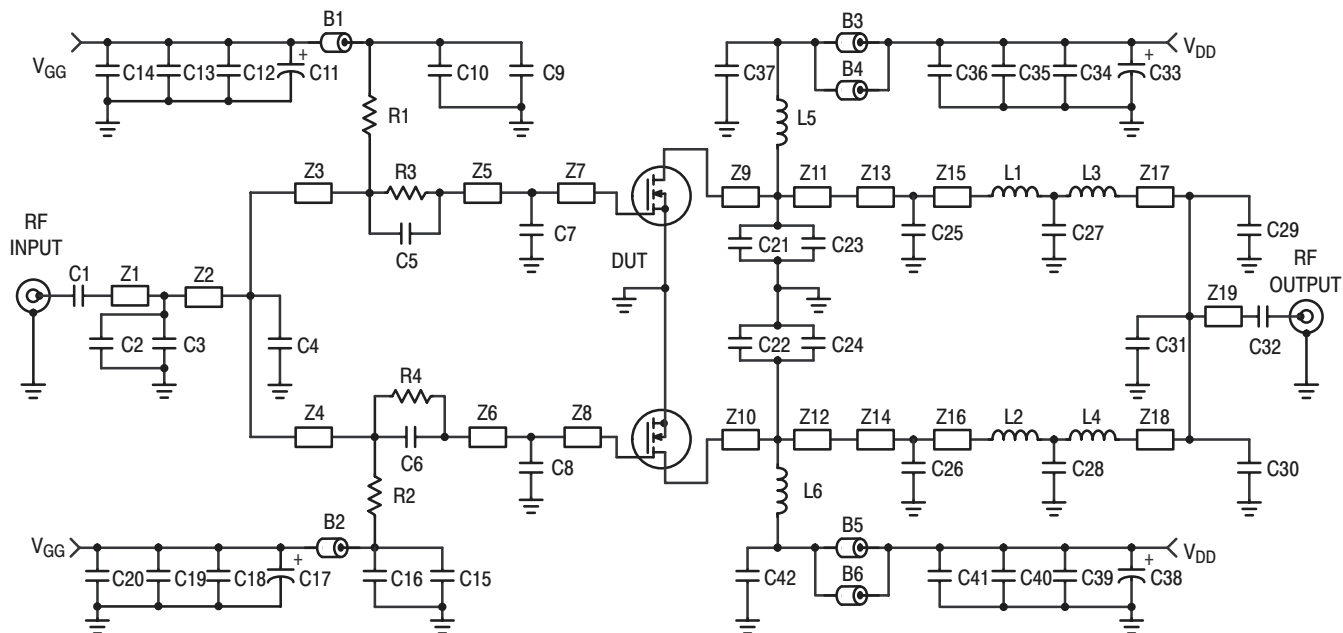 B1
B3
V_GG
C14
C13
C12
+
C11
C10
C9
C37
B4
C36
C35
C34
+
C33
V_DD
R1
L5
Z3
R3
Z5
Z7
Z9
Z11
Z13
Z15
L1
L3
Z17
RF
INPUT
C1
Z1
Z2
C5
C7
DUT
C21
C23
C25
C27
C29
RF
OUTPUT
Z19
C2
C3
C4
C22
C24
C31
C32
R4
Z4
Z6
Z8
Z10
Z12
Z14
Z16
L2
L4
Z18
C6
C8
C26
C28
C30
R2
L6
V_GG
B2
B5
V_DD
C20
C19
C18
+
C17
C16
C15
C42
B6
C41
C40
C39
+
C38